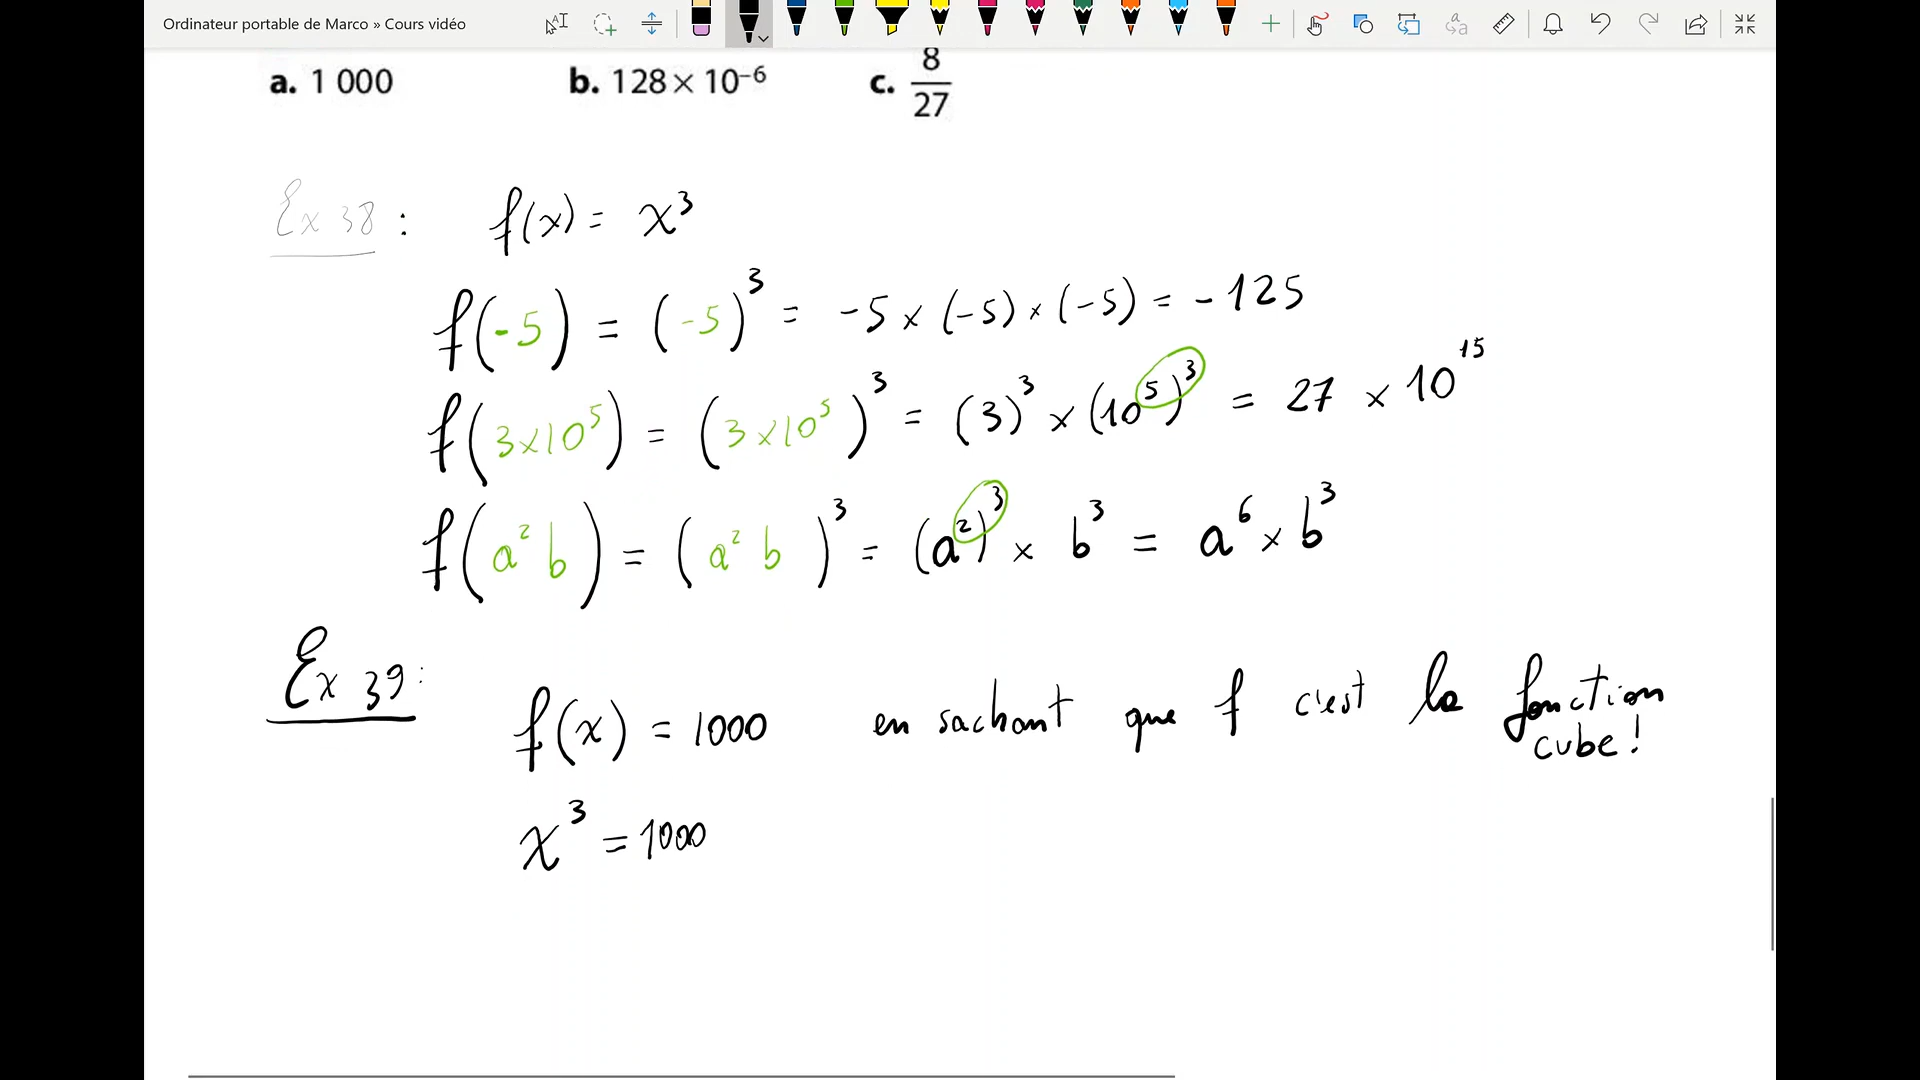 Ordinateur portable de Marco » Cours vidéo
a. 1 000 b. 128 × 10⁻⁶ c. 8/27
Ex 38 : f(x) = x³
f(-5) = (-5)³ = -5 × (-5) × (-5) = -125
f(3×10⁵) = (3×10⁵)³ = (3)³ × (10⁵)³ = 27 × 10¹⁵
f(a²b) = (a²b)³ = (a²)³ × b³ = a⁶ × b³
Ex 39 :
f(x) = 1000 en sachant que f c'est la fonction
cube !
x³ = 1000